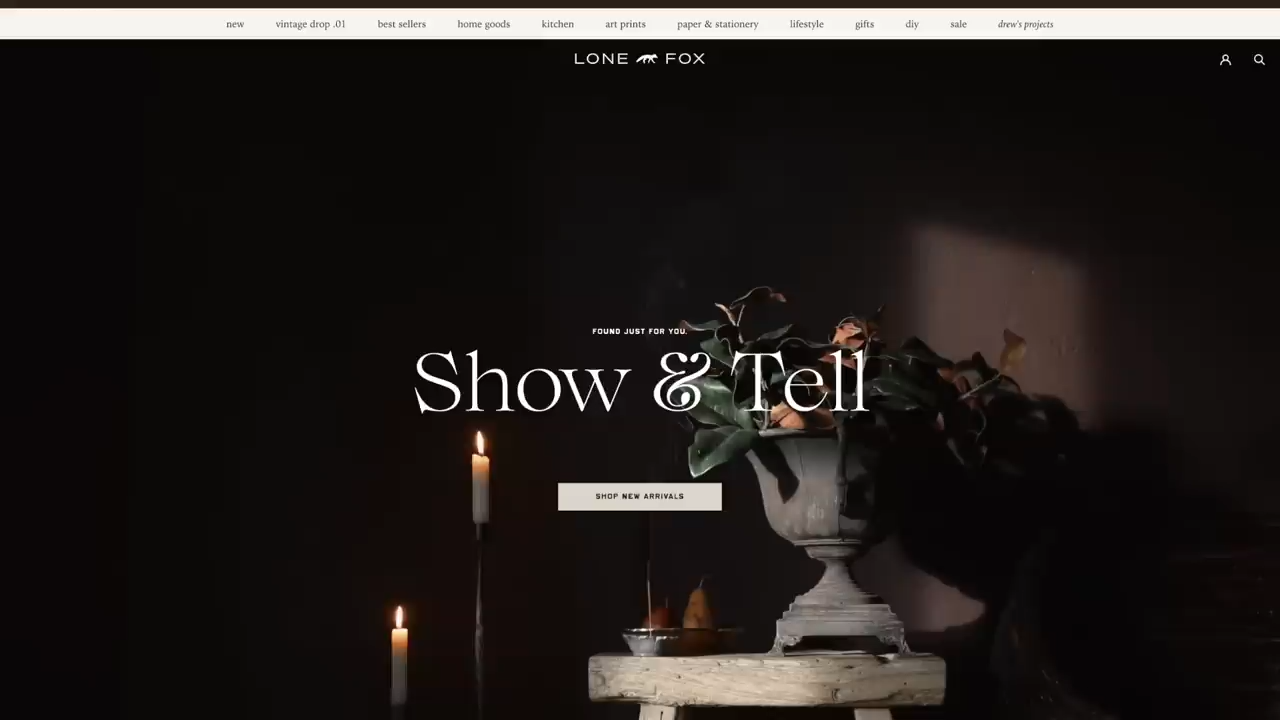 new vintage drop .01 best sellers home goods kitchen art prints paper & stationery lifestyle gifts diy sale drew's projects
LONE FOX
FOUND JUST FOR YOU.
Show & Tell
SHOP NEW ARRIVALS